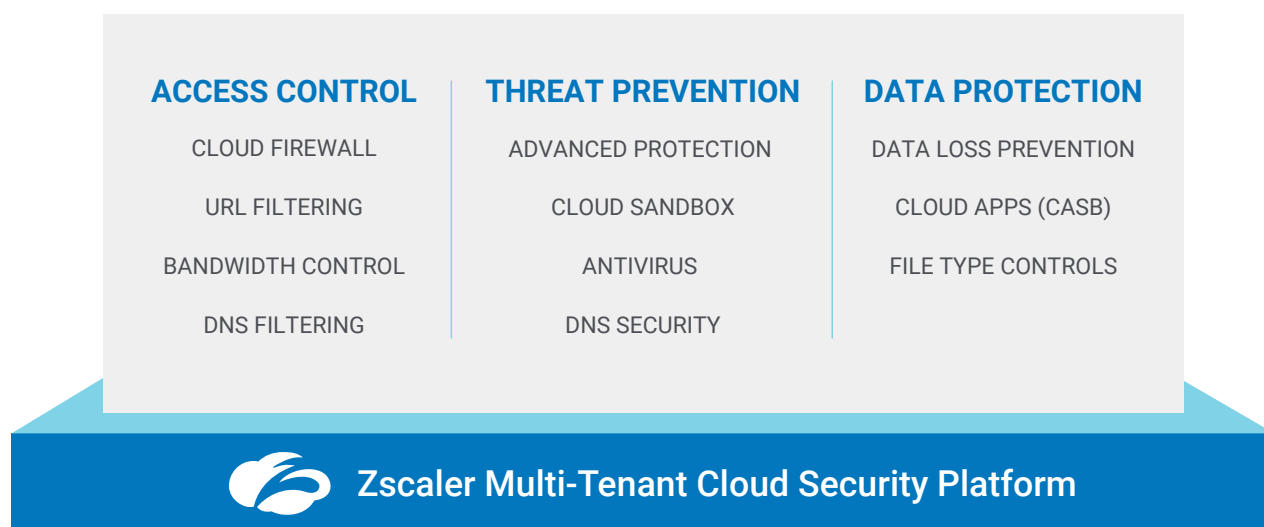 ACCESS CONTROL
CLOUD FIREWALL
URL FILTERING
BANDWIDTH CONTROL
DNS FILTERING
THREAT PREVENTION
ADVANCED PROTECTION
CLOUD SANDBOX
ANTIVIRUS
DNS SECURITY
DATA PROTECTION
DATA LOSS PREVENTION
CLOUD APPS (CASB)
FILE TYPE CONTROLS
Zscaler Multi-Tenant Cloud Security Platform